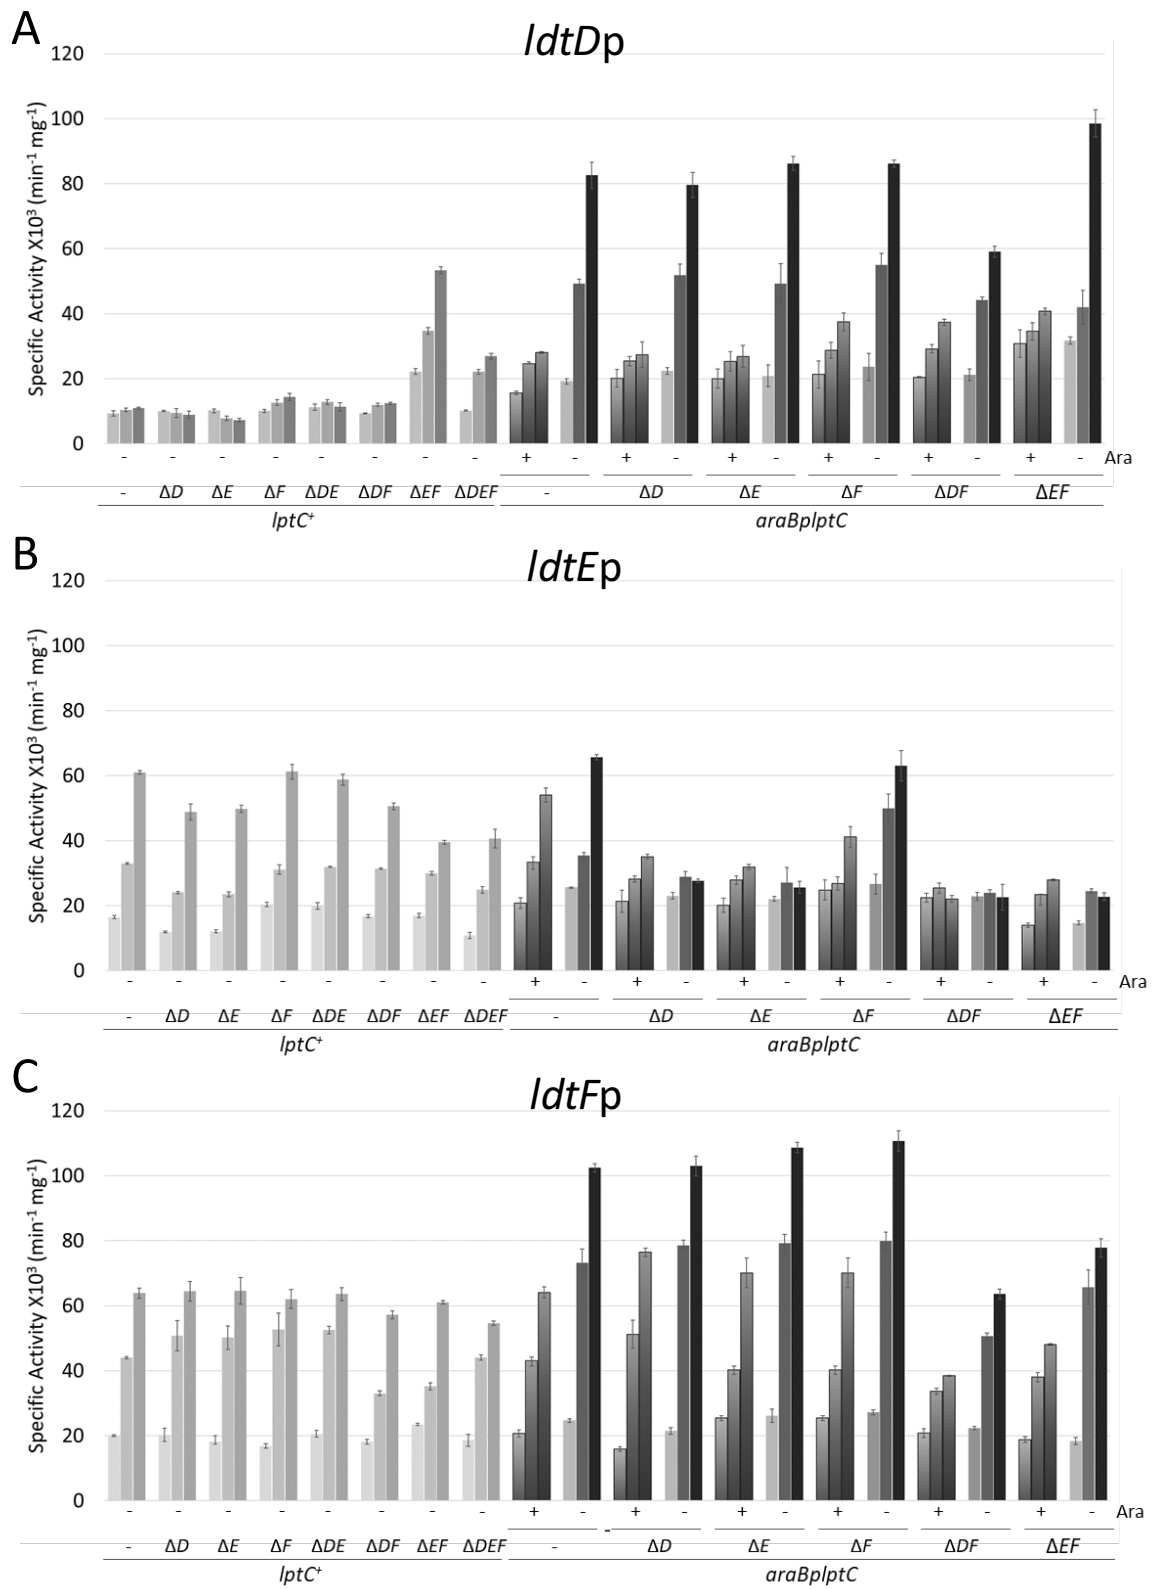 A
ldtDp
120
100
80
60
40
20
0
Specific Activity X10³ (min⁻¹ mg⁻¹)
- - - - - - - - + - + - + - + - + - + - Ara
- ΔD ΔE ΔF ΔDE ΔDF ΔEF ΔDEF - ΔD ΔE ΔF ΔDF ΔEF
lptC⁺ araBplptC
B
ldtEp
120
100
80
60
40
20
0
Specific Activity X10³ (min⁻¹ mg⁻¹)
- - - - - - - - + - + - + - + - + - + - Ara
- ΔD ΔE ΔF ΔDE ΔDF ΔEF ΔDEF - ΔD ΔE ΔF ΔDF ΔEF
lptC⁺ araBplptC
C
ldtFp
120
100
80
60
40
20
0
Specific Activity X10³ (min⁻¹ mg⁻¹)
- - - - - - - - + - + - + - + - + - + - Ara
-
- ΔD ΔE ΔF ΔDE ΔDF ΔEF ΔDEF - ΔD ΔE ΔF ΔDF ΔEF
lptC⁺ araBplptC